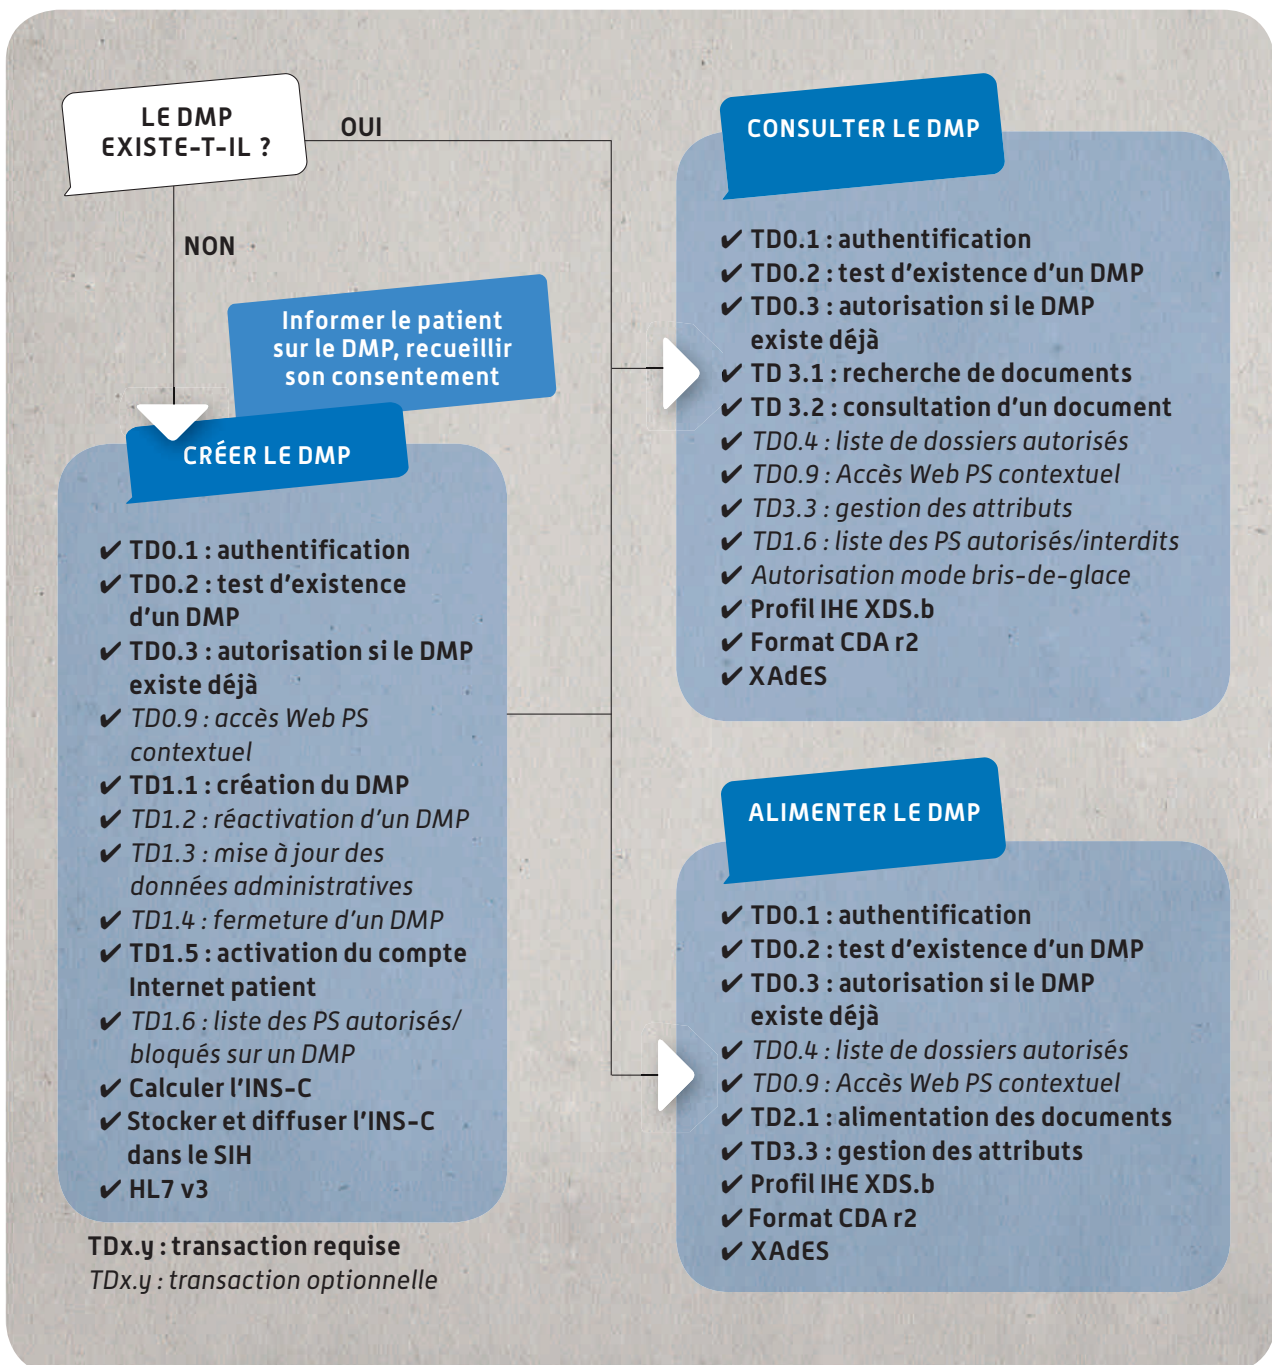 LE DMP
EXISTE-T-IL ?
OUI
NON
Informer le patient
sur le DMP, recueillir
son consentement
CRÉER LE DMP
✔ TD0.1 : authentification
✔ TD0.2 : test d'existence
d'un DMP
✔ TD0.3 : autorisation si le DMP
existe déjà
✔ TD0.9 : accès Web PS
contextuel
✔ TD1.1 : création du DMP
✔ TD1.2 : réactivation d'un DMP
✔ TD1.3 : mise à jour des
données administratives
✔ TD1.4 : fermeture d'un DMP
✔ TD1.5 : activation du compte
Internet patient
✔ TD1.6 : liste des PS autorisés/
bloqués sur un DMP
✔ Calculer l'INS-C
✔ Stocker et diffuser l'INS-C
dans le SIH
✔ HL7 v3
TDx.y : transaction requise
TDx.y : transaction optionnelle
CONSULTER LE DMP
✔ TD0.1 : authentification
✔ TD0.2 : test d'existence d'un DMP
✔ TD0.3 : autorisation si le DMP
existe déjà
✔ TD 3.1 : recherche de documents
✔ TD 3.2 : consultation d'un document
✔ TD0.4 : liste de dossiers autorisés
✔ TD0.9 : Accès Web PS contextuel
✔ TD3.3 : gestion des attributs
✔ TD1.6 : liste des PS autorisés/interdits
✔ Autorisation mode bris-de-glace
✔ Profil IHE XDS.b
✔ Format CDA r2
✔ XAdES
ALIMENTER LE DMP
✔ TD0.1 : authentification
✔ TD0.2 : test d'existence d'un DMP
✔ TD0.3 : autorisation si le DMP
existe déjà
✔ TD0.4 : liste de dossiers autorisés
✔ TD0.9 : Accès Web PS contextuel
✔ TD2.1 : alimentation des documents
✔ TD3.3 : gestion des attributs
✔ Profil IHE XDS.b
✔ Format CDA r2
✔ XAdES